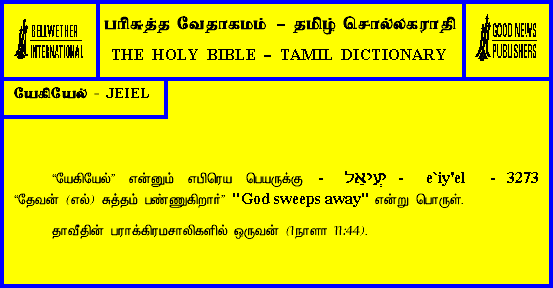 BELLWETHER
INTERNATIONAL
பரிசுத்த வேதாகமம் – தமிழ் சொல்லகராதி
THE HOLY BIBLE – TAMIL DICTIONARY
GOOD NEWS
PUBLISHERS
யேகியேல் - JEIEL
“யேகியேல்” என்னும் எபிரெய பெயருக்கு - יְעִיאֵל - e`iy'el - 3273
“தேவன் (எல்) சுத்தம் பண்ணுகிறார்” "God sweeps away" என்று பொருள்.
தாவீதின் பராக்கிரமசாலிகளில் ஒருவன் (1நாளா 11:44).